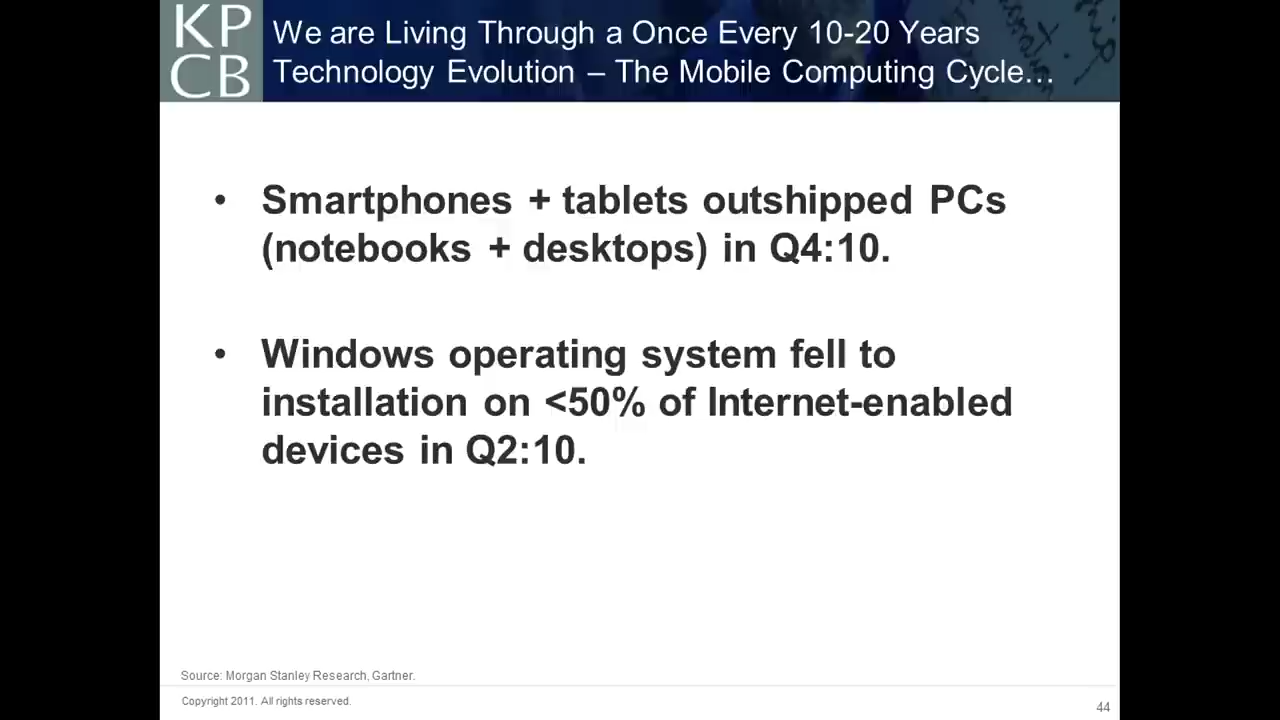 KP
CB
We are Living Through a Once Every 10-20 Years
Technology Evolution – The Mobile Computing Cycle…
• Smartphones + tablets outshipped PCs
(notebooks + desktops) in Q4:10.
• Windows operating system fell to
installation on <50% of Internet-enabled
devices in Q2:10.
Source: Morgan Stanley Research, Gartner.
Copyright 2011. All rights reserved.
44